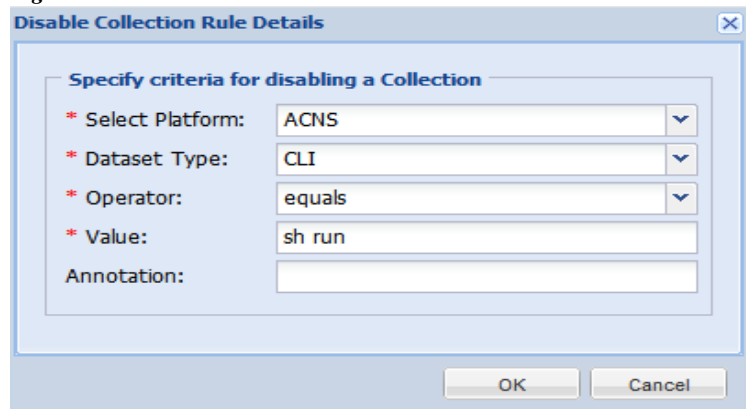 Disable Collection Rule Details
Specify criteria for disabling a Collection
* Select Platform: ACNS
* Dataset Type: CLI
* Operator: equals
* Value: sh run
Annotation:
OK Cancel